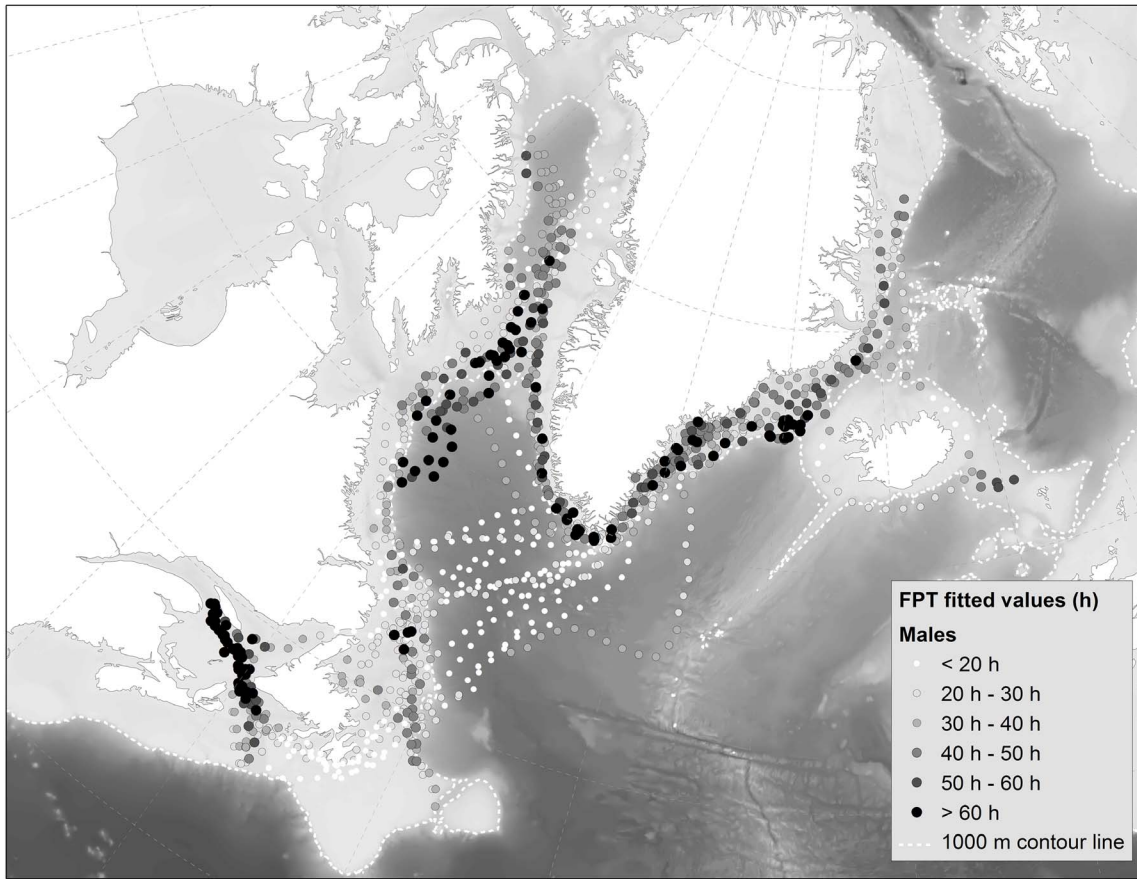 FPT fitted values (h)
Males
< 20 h
20 h - 30 h
30 h - 40 h
40 h - 50 h
50 h - 60 h
> 60 h
1000 m contour line